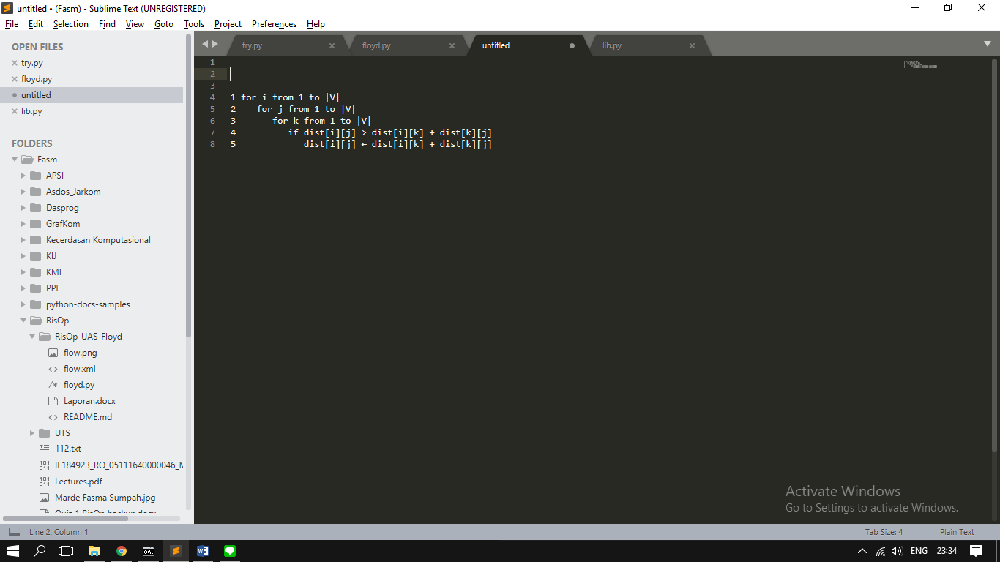 untitled • (Fasm) - Sublime Text (UNREGISTERED)
File Edit Selection Find View Goto Tools Project Preferences Help
OPEN FILES
try.py
floyd.py
untitled
lib.py
FOLDERS
Fasm
APSI
Asdos_Jarkom
Dasprog
GrafKom
Kecerdasan Komputasional
KIJ
KMI
PPL
python-docs-samples
RisOp
RisOp-UAS-Floyd
flow.png
<> flow.xml
/* floyd.py
Laporan.docx
<> README.md
UTS
112.txt
IF184923_RO_05111640000046_
Lectures.pdf
Marde Fasma Sumpah.jpg
try.py floyd.py untitled lib.py
1
2
3
4 1 for i from 1 to |V|
5 2    for j from 1 to |V|
6 3       for k from 1 to |V|
7 4          if dist[i][j] > dist[i][k] + dist[k][j]
8 5             dist[i][j] ← dist[i][k] + dist[k][j]
Activate Windows
Go to Settings to activate Windows.
Line 2, Column 1 Tab Size: 4 Plain Text
ENG 23:34